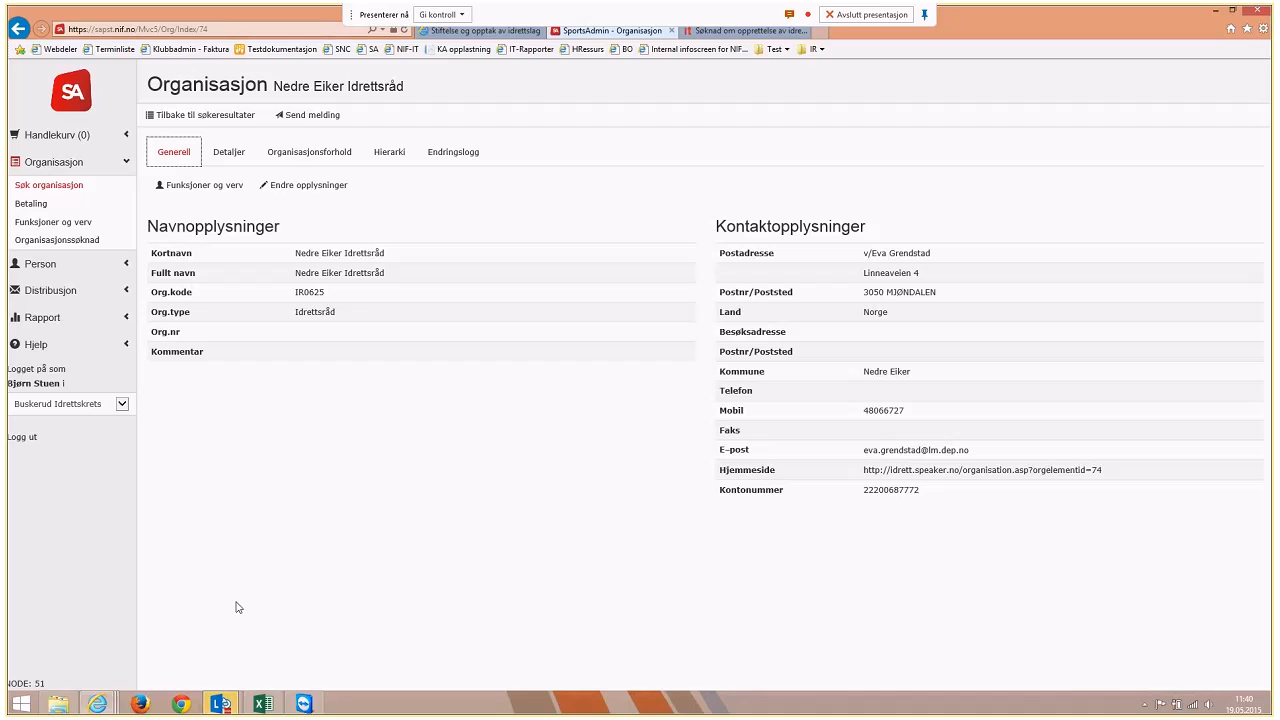 Presenterer nå Gi kontroll Avslutt presentasjon
https://sapst.nif.no/Mvc5/Org/Index/74 Stiftelse og opptak av idrettslag SportsAdmin - Organisasjon Søknad om opprettelse av idre...
Webdeler Terminliste Klubbadmin - Faktura Testdokumentasjon SNC SA NIF-IT KA opplastning IT-Rapporter HRessurs BO Internal infoscreen for NIF... Test IR
SA
Organisasjon Nedre Eiker Idrettsråd
Tilbake til søkeresultater Send melding
Handlekurv (0)
Organisasjon
Søk organisasjon
Betaling
Funksjoner og verv
Organisasjonssøknad
Person
Distribusjon
Rapport
Hjelp
Logget på som
Bjørn Stuen i
Buskerud Idrettskrets
Logg ut
NODE: 51
Generell Detaljer Organisasjonsforhold Hierarki Endringslogg
Funksjoner og verv Endre opplysninger
Navnopplysninger
Kortnavn Nedre Eiker Idrettsråd
Fullt navn Nedre Eiker Idrettsråd
Org.kode IR0625
Org.type Idrettsråd
Org.nr
Kommentar
Kontaktopplysninger
Postadresse v/Eva Grendstad
Linneaveien 4
Postnr/Poststed 3050 MJØNDALEN
Land Norge
Besøksadresse
Postnr/Poststed
Kommune Nedre Eiker
Telefon
Mobil 48066727
Faks
E-post eva.grendstad@lm.dep.no
Hjemmeside http://idrett.speaker.no/organisation.asp?orgelementid=74
Kontonummer 22200687772
11:40
19.05.2015